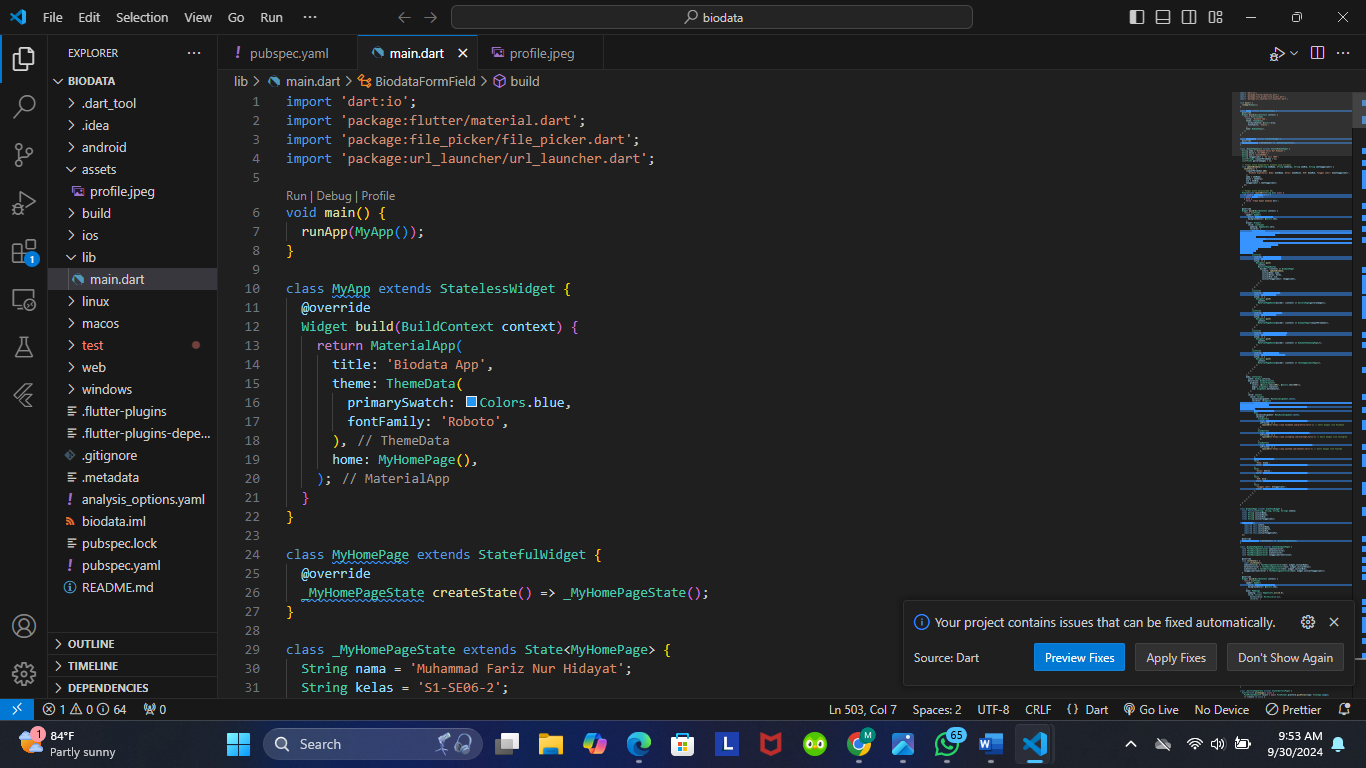 File Edit Selection View Go Run ···
biodata
EXPLORER ···
BIODATA
.dart_tool
.idea
android
assets
profile.jpeg
build
ios
lib
main.dart
linux
macos
test
web
windows
.flutter-plugins
.flutter-plugins-depe...
.gitignore
.metadata
analysis_options.yaml
biodata.iml
pubspec.lock
pubspec.yaml
README.md
OUTLINE
TIMELINE
DEPENDENCIES
1
! pubspec.yaml main.dart profile.jpeg
lib > main.dart > BiodataFormField > build
1 import 'dart:io';
2 import 'package:flutter/material.dart';
3 import 'package:file_picker/file_picker.dart';
4 import 'package:url_launcher/url_launcher.dart';
5
Run | Debug | Profile
6 void main() {
7 runApp(MyApp());
8 }
9
10 class MyApp extends StatelessWidget {
11 @override
12 Widget build(BuildContext context) {
13 return MaterialApp(
14 title: 'Biodata App',
15 theme: ThemeData(
16 primarySwatch: Colors.blue,
17 fontFamily: 'Roboto',
18 ), // ThemeData
19 home: MyHomePage(),
20 ); // MaterialApp
21 }
22 }
23
24 class MyHomePage extends StatefulWidget {
25 @override
26 _MyHomePageState createState() => _MyHomePageState();
27 }
28
29 class _MyHomePageState extends State<MyHomePage> {
30 String nama = 'Muhammad Fariz Nur Hidayat';
31 String kelas = 'S1-SE06-2';
Your project contains issues that can be fixed automatically.
Source: Dart Preview Fixes Apply Fixes Don't Show Again
1 0 64 0 Ln 503, Col 7 Spaces: 2 UTF-8 CRLF {} Dart Go Live No Device Prettier
1 84°F
Partly sunny
Search
L
M
65
W
9:53 AM
9/30/2024